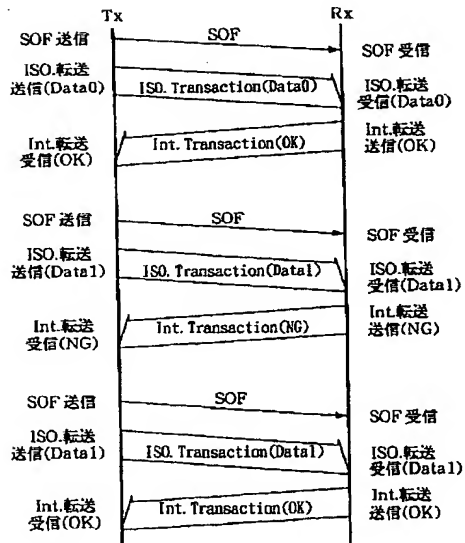 Tx
Rx
SOF 送信
SOF
SOF 受信
ISO.転送
送信(Data0)
ISO. Transaction(Data0)
ISO.転送
受信(Data0)
Int.転送
受信(OK)
Int. Transaction(OK)
Int.転送
送信(OK)
SOF 送信
SOF
SOF 受信
ISO.転送
送信(Data1)
ISO. Transaction(Data1)
ISO.転送
受信(Data1)
Int.転送
受信(NG)
Int. Transaction(NG)
Int.転送
送信(NG)
SOF 送信
SOF
SOF 受信
ISO.転送
送信(Data1)
ISO. Transaction(Data1)
ISO.転送
受信(Data1)
Int.転送
受信(OK)
Int. Transaction(OK)
Int.転送
送信(OK)